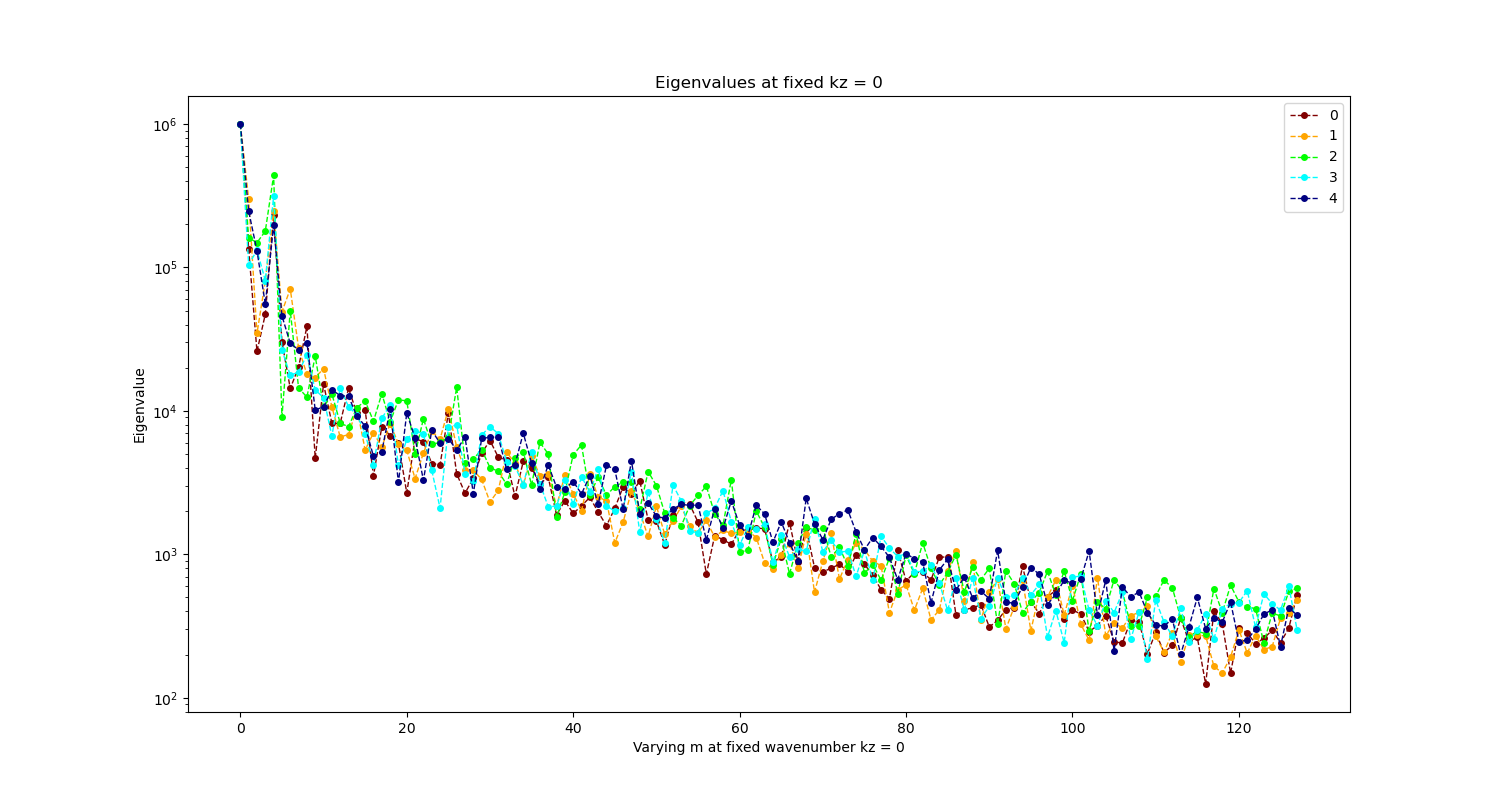 Eigenvalues at fixed kz = 0
Eigenvalue
10^6
10^5
10^4
10^3
10^2
0
1
2
3
4
0 20 40 60 80 100 120
Varying m at fixed wavenumber kz = 0